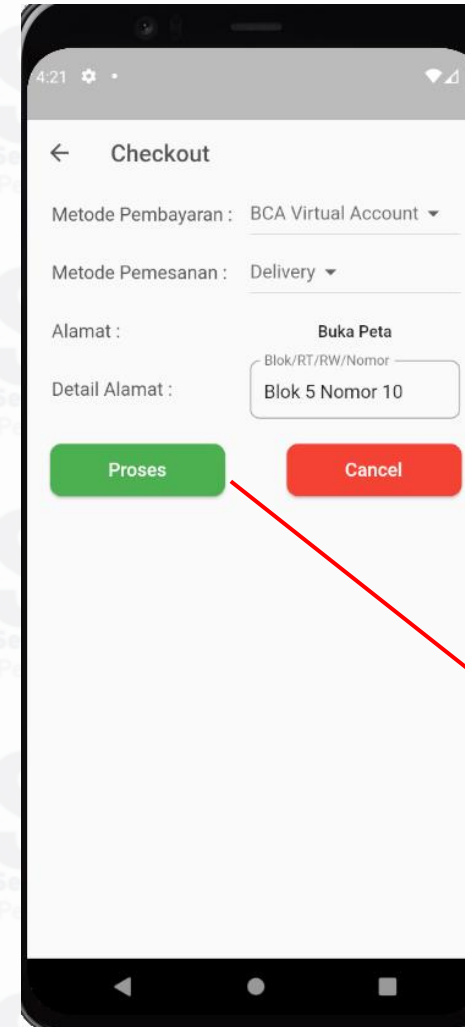 4:21
Checkout
Metode Pembayaran : BCA Virtual Account
Metode Pemesanan : Delivery
Alamat : Buka Peta
Blok/RT/RW/Nomor
Detail Alamat : Blok 5 Nomor 10
Proses Cancel